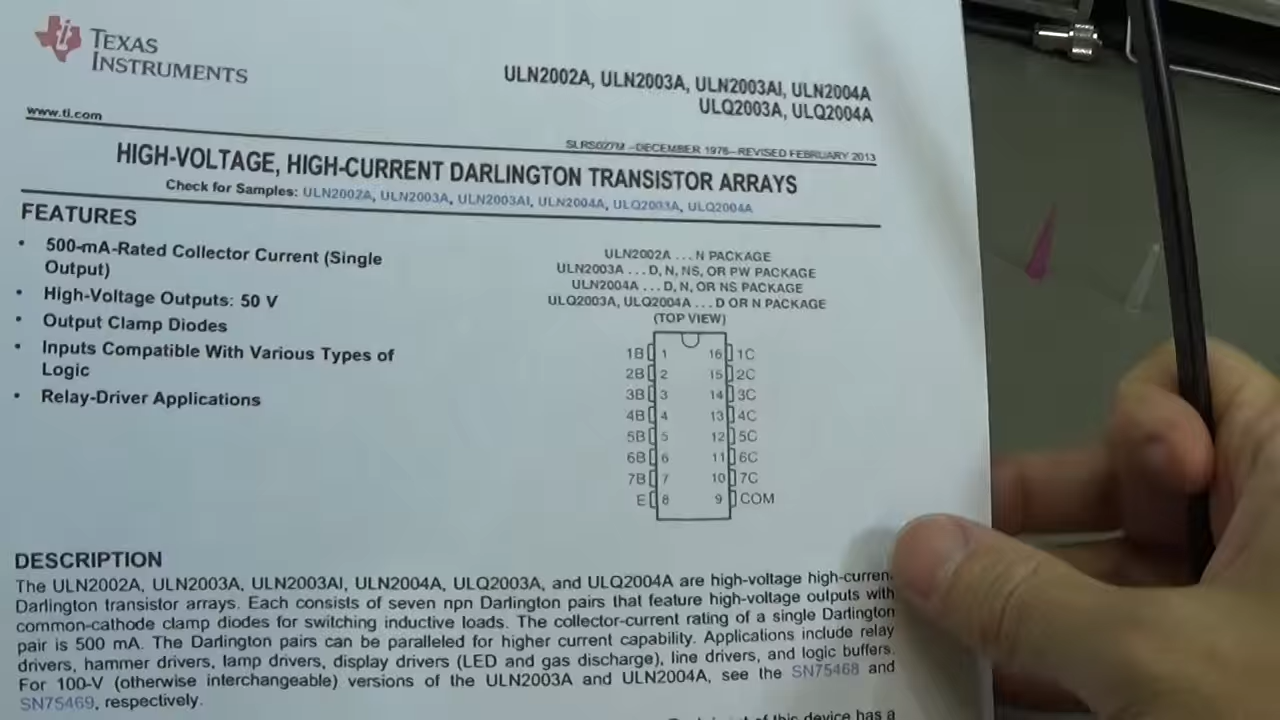 TEXAS
INSTRUMENTS
ULN2002A, ULN2003A, ULN2003AI, ULN2004A
ULQ2003A, ULQ2004A
www.ti.com
SLRS027M –DECEMBER 1976–REVISED FEBRUARY 2013
HIGH-VOLTAGE, HIGH-CURRENT DARLINGTON TRANSISTOR ARRAYS
Check for Samples: ULN2002A, ULN2003A, ULN2003AI, ULN2004A, ULQ2003A, ULQ2004A
FEATURES
• 500-mA-Rated Collector Current (Single
Output)
• High-Voltage Outputs: 50 V
• Output Clamp Diodes
• Inputs Compatible With Various Types of
Logic
• Relay-Driver Applications
ULN2002A . . . N PACKAGE
ULN2003A . . . D, N, NS, OR PW PACKAGE
ULN2004A . . . D, N, OR NS PACKAGE
ULQ2003A, ULQ2004A . . . D OR N PACKAGE
(TOP VIEW)
1B 1 16 1C
2B 2 15 2C
3B 3 14 3C
4B 4 13 4C
5B 5 12 5C
6B 6 11 6C
7B 7 10 7C
E 8 9 COM
DESCRIPTION
The ULN2002A, ULN2003A, ULN2003AI, ULN2004A, ULQ2003A, and ULQ2004A are high-voltage high-curren
Darlington transistor arrays. Each consists of seven npn Darlington pairs that feature high-voltage outputs with
common-cathode clamp diodes for switching inductive loads. The collector-current rating of a single Darlington
pair is 500 mA. The Darlington pairs can be paralleled for higher current capability. Applications include relay
drivers, hammer drivers, lamp drivers, display drivers (LED and gas discharge), line drivers, and logic buffers.
For 100-V (otherwise interchangeable) versions of the ULN2003A and ULN2004A, see the SN75468 and
SN75469, respectively.
of this device has a